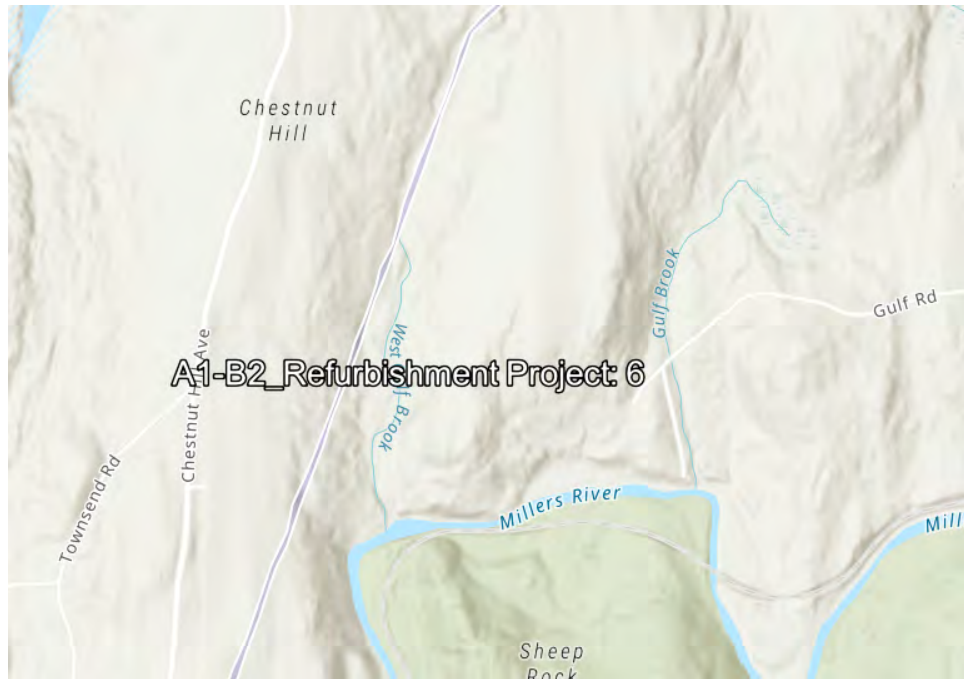 Chestnut
Hill
Gulf Brook
Gulf Rd
A1-B2_Refurbishment Project: 6
West
Brook
Chestnut Ave
Townsend Rd
Millers River
Mill
Sheep
Rock